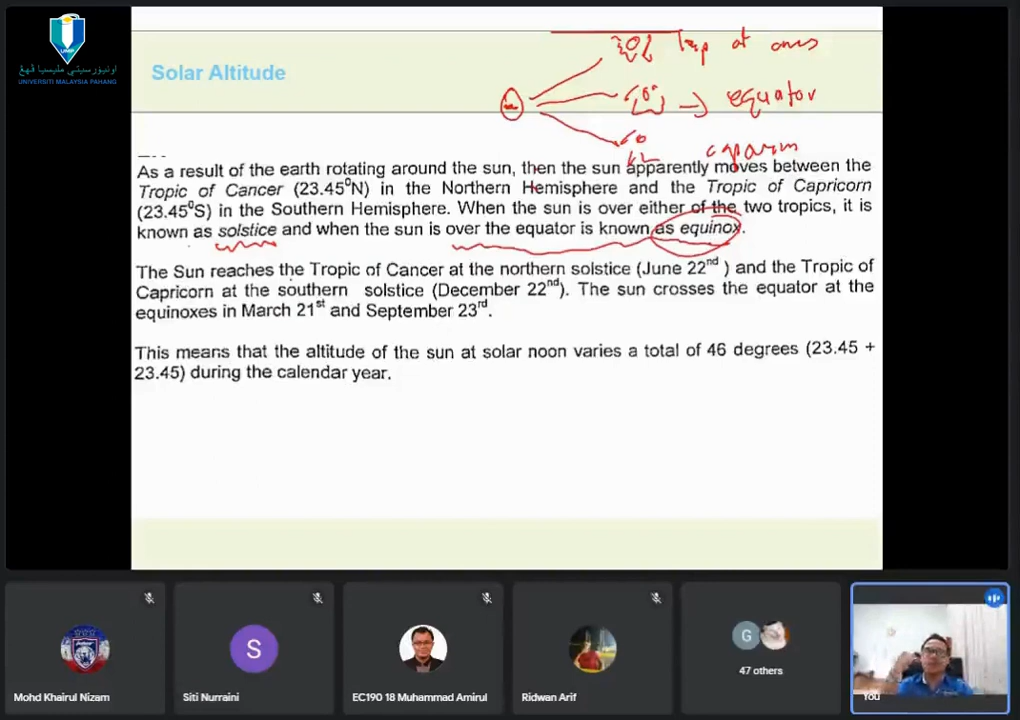 UMP
اونيۏرسيتي مليسيا ڤهڠ
UNIVERSITI MALAYSIA PAHANG
Solar Altitude
equator
As a result of the earth rotating around the sun, then the sun apparently moves between the
Tropic of Cancer (23.45⁰N) in the Northern Hemisphere and the Tropic of Capricorn
(23.45⁰S) in the Southern Hemisphere. When the sun is over either of the two tropics, it is
known as solstice and when the sun is over the equator is known as equinox.
The Sun reaches the Tropic of Cancer at the northern solstice (June 22nd ) and the Tropic of
Capricorn at the southern solstice (December 22nd). The sun crosses the equator at the
equinoxes in March 21st and September 23rd.
This means that the altitude of the sun at solar noon varies a total of 46 degrees (23.45 +
23.45) during the calendar year.
S
G
Mohd Khairul Nizam
Siti Nurraini
EC190 18 Muhammad Amirul
Ridwan Arif
47 others
You